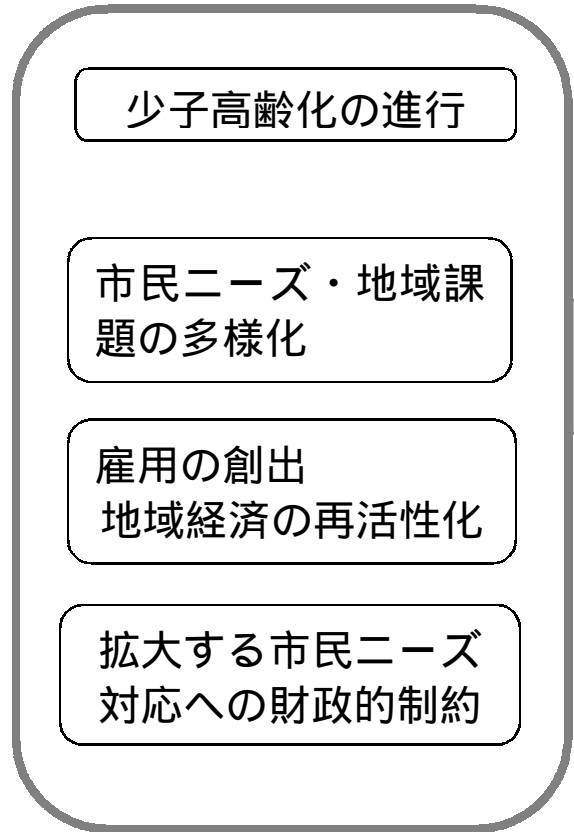 少子高齢化の進行
市民ニーズ・地域課
題の多様化
雇用の創出
地域経済の再活性化
拡大する市民ニーズ
対応への財政的制約